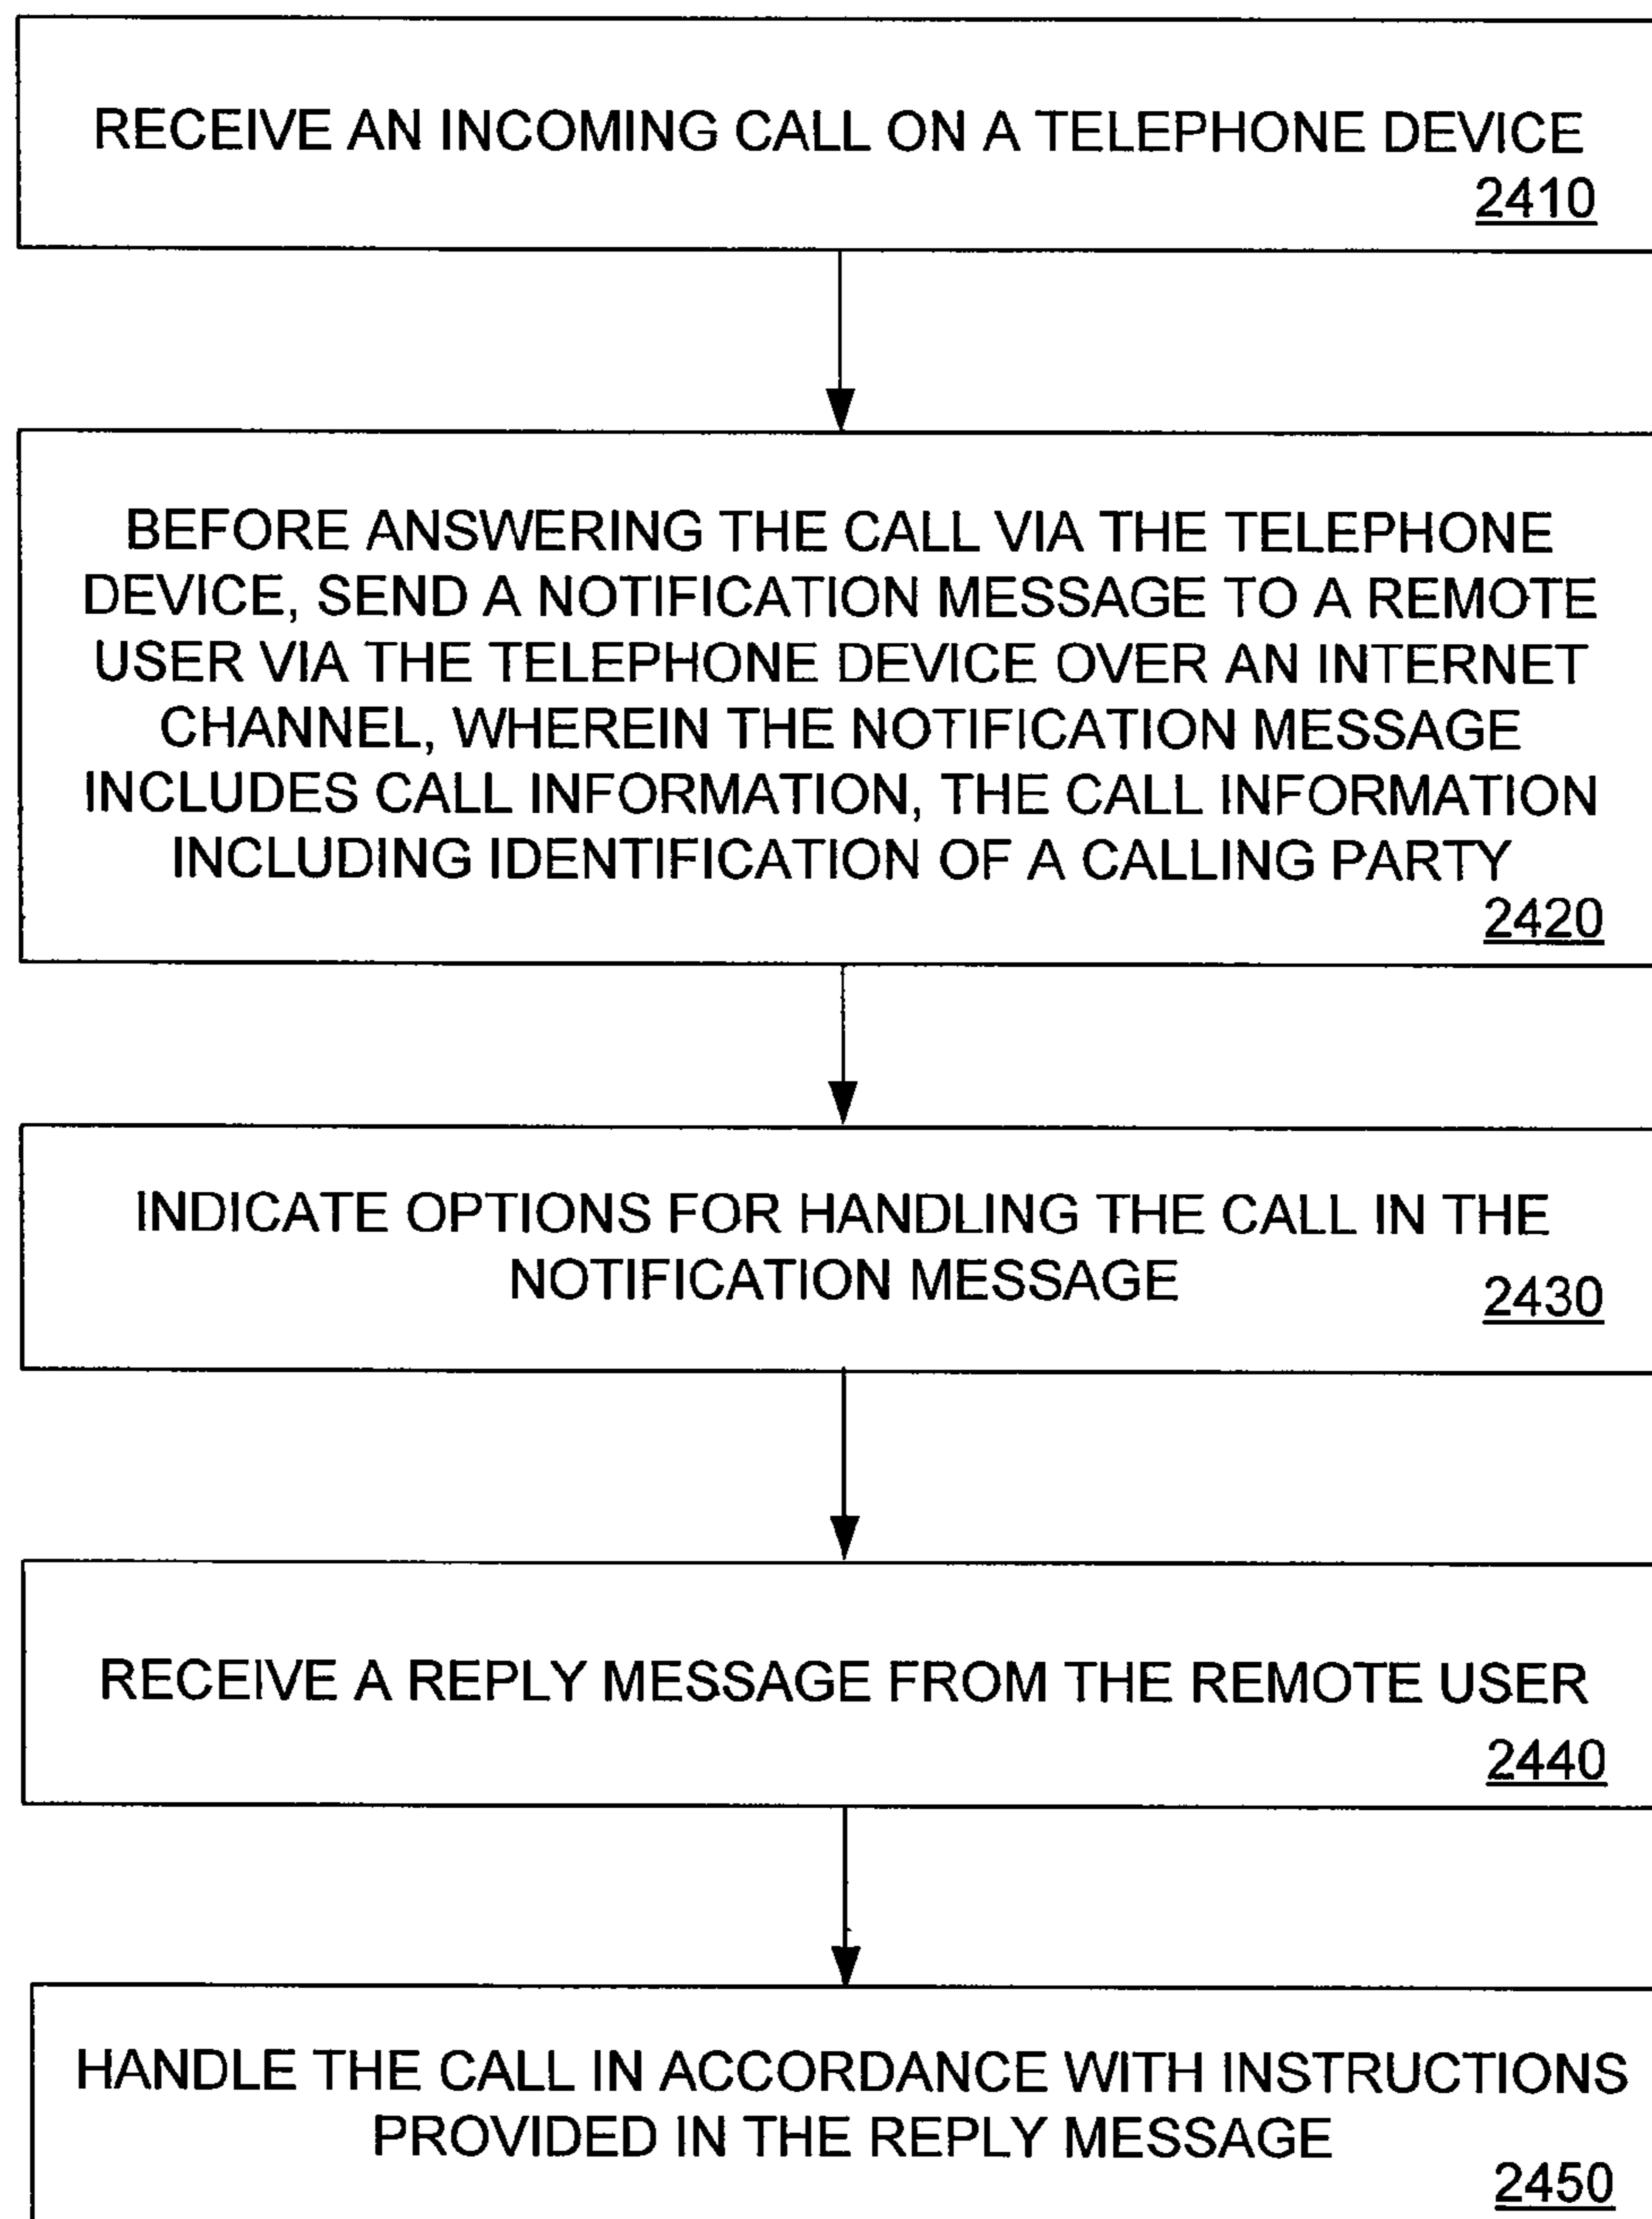 RECEIVE AN INCOMING CALL ON A TELEPHONE DEVICE
2410
BEFORE ANSWERING THE CALL VIA THE TELEPHONE
DEVICE, SEND A NOTIFICATION MESSAGE TO A REMOTE
USER VIA THE TELEPHONE DEVICE OVER AN INTERNET
CHANNEL, WHEREIN THE NOTIFICATION MESSAGE
INCLUDES CALL INFORMATION, THE CALL INFORMATION
INCLUDING IDENTIFICATION OF A CALLING PARTY
2420
INDICATE OPTIONS FOR HANDLING THE CALL IN THE
NOTIFICATION MESSAGE
2430
RECEIVE A REPLY MESSAGE FROM THE REMOTE USER
2440
HANDLE THE CALL IN ACCORDANCE WITH INSTRUCTIONS
PROVIDED IN THE REPLY MESSAGE
2450